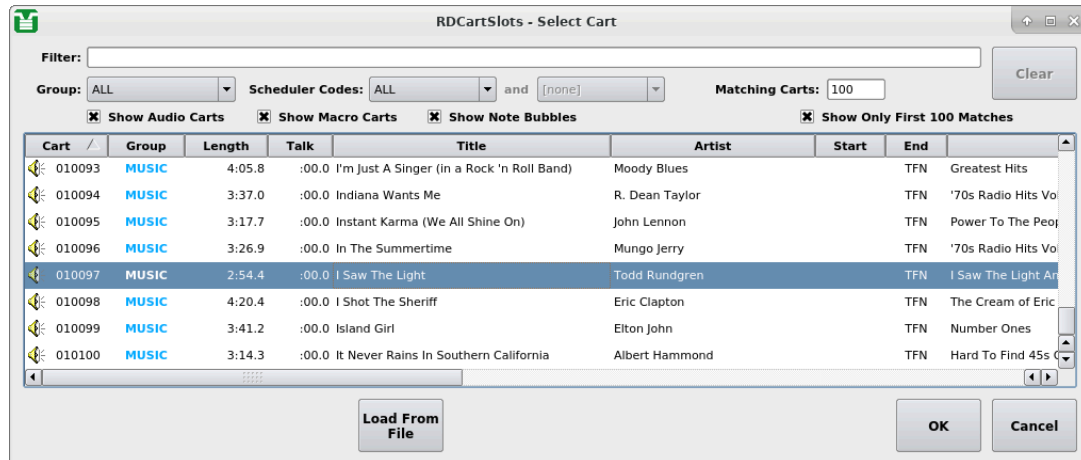 RDCartSlots - Select Cart
Filter:
Clear
Group: ALL Scheduler Codes: ALL and [none] Matching Carts: 100
Show Audio Carts Show Macro Carts Show Note Bubbles Show Only First 100 Matches
Cart Group Length Talk Title Artist Start End
010093 MUSIC 4:05.8 :00.0 I'm Just A Singer (in a Rock 'n Roll Band) Moody Blues TFN Greatest Hits
010094 MUSIC 3:37.0 :00.0 Indiana Wants Me R. Dean Taylor TFN '70s Radio Hits Vo
010095 MUSIC 3:17.7 :00.0 Instant Karma (We All Shine On) John Lennon TFN Power To The Peop
010096 MUSIC 3:26.9 :00.0 In The Summertime Mungo Jerry TFN '70s Radio Hits Vo
010097 MUSIC 2:54.4 :00.0 I Saw The Light Todd Rundgren TFN I Saw The Light An
010098 MUSIC 4:20.4 :00.0 I Shot The Sheriff Eric Clapton TFN The Cream of Eric
010099 MUSIC 3:41.2 :00.0 Island Girl Elton John TFN Number Ones
010100 MUSIC 3:14.3 :00.0 It Never Rains In Southern California Albert Hammond TFN Hard To Find 45s
Load From
File
OK
Cancel